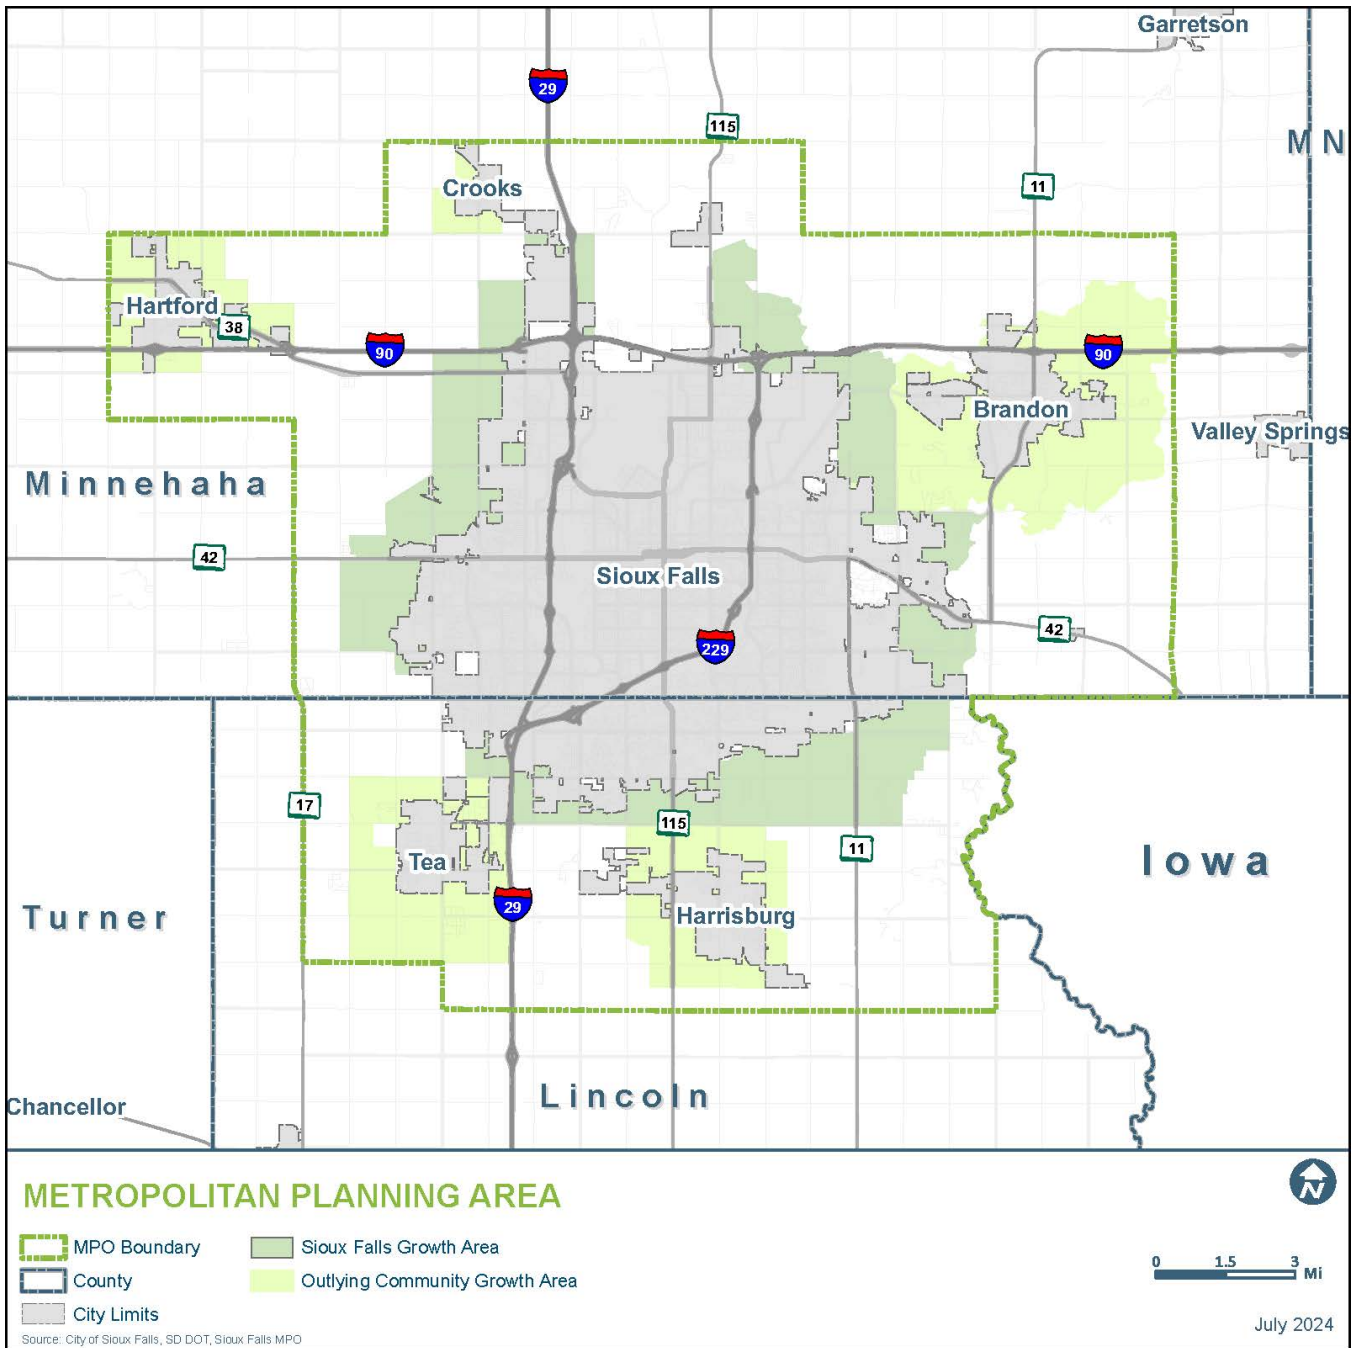 Garretson
29
115
MN
11
Crooks
Hartford
38
90
90
Brandon
Valley Springs
Minnehaha
42
Sioux Falls
42
229
17
115
11
Tea
Iowa
29
Harrisburg
Turner
Lincoln
Chancellor
METROPOLITAN PLANNING AREA
N
MPO Boundary
Sioux Falls Growth Area
County
Outlying Community Growth Area
City Limits
0 1.5 3 Mi
July 2024
Source: City of Sioux Falls, SD DOT, Sioux Falls MPO